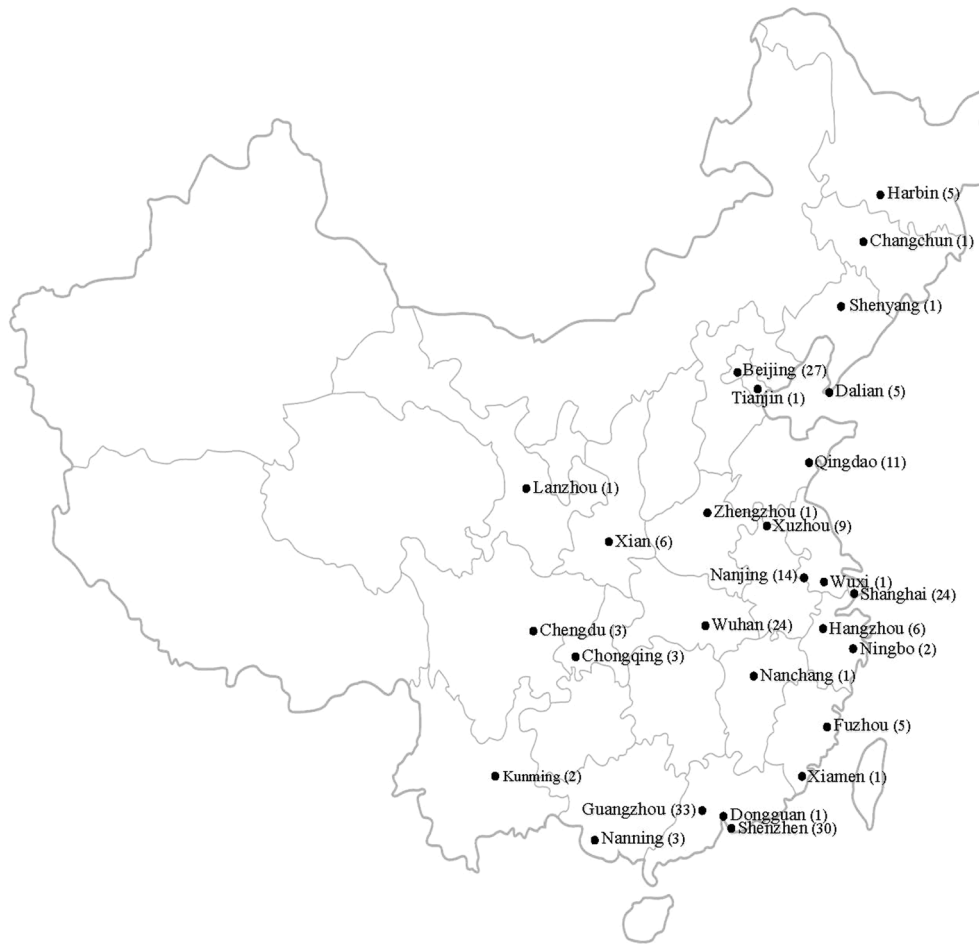 Harbin (5)
Changchun (1)
Shenyang (1)
Beijing (27)
Tianjin (1)
Dalian (5)
Qingdao (11)
Lanzhou (1)
Zhengzhou (1)
Xuzhou (9)
Xian (6)
Nanjing (14)
Wuxi (1)
Shanghai (24)
Wuhan (24)
Hangzhou (6)
Chengdu (3)
Ningbo (2)
Chongqing (3)
Nanchang (1)
Fuzhou (5)
Kunming (2)
Xiamen (1)
Guangzhou (33)
Dongguan (1)
Shenzhen (30)
Nanning (3)